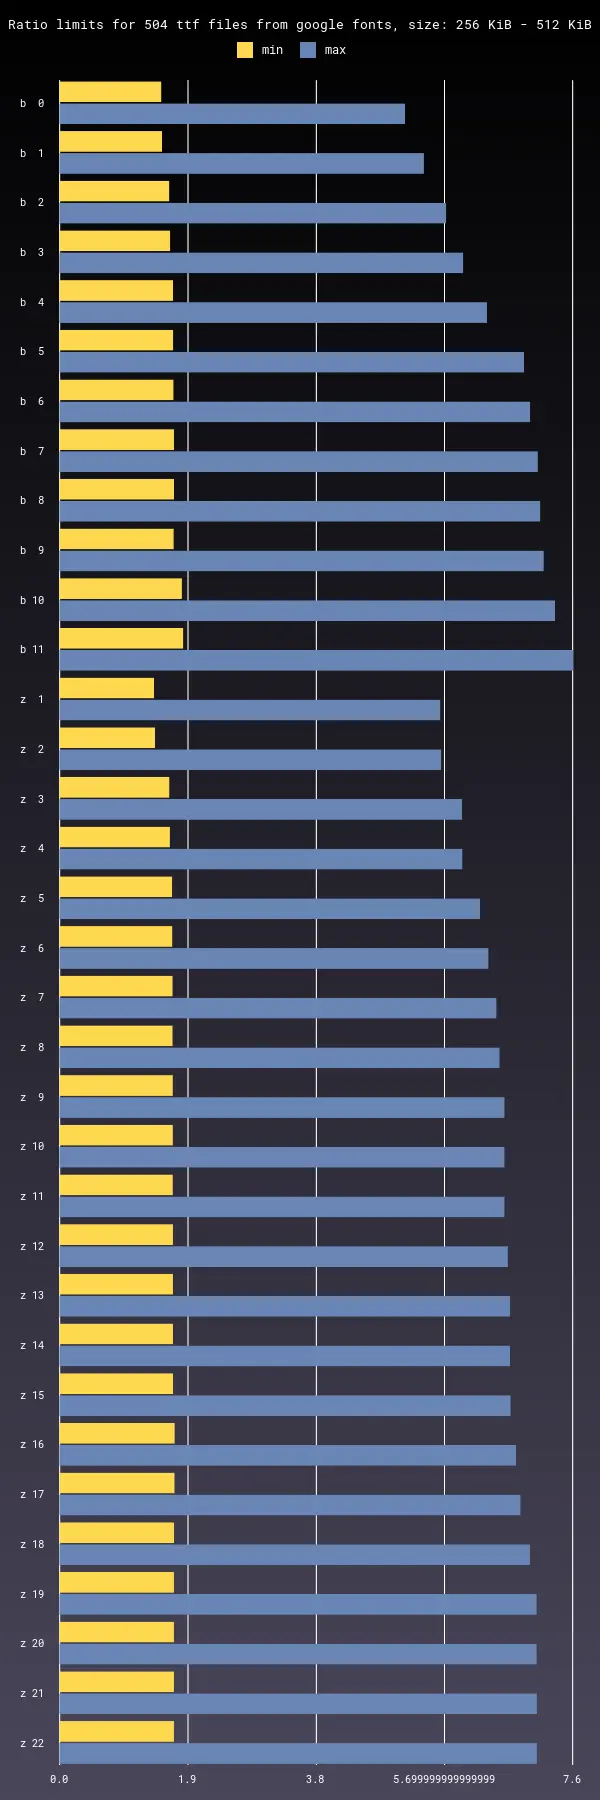 Ratio limits for 504 ttf files from google fonts, size: 256 KiB - 512 KiB
min max
b 0
b 1
b 2
b 3
b 4
b 5
b 6
b 7
b 8
b 9
b 10
b 11
z 1
z 2
z 3
z 4
z 5
z 6
z 7
z 8
z 9
z 10
z 11
z 12
z 13
z 14
z 15
z 16
z 17
z 18
z 19
z 20
z 21
z 22
0.0 1.9 3.8 5.699999999999999 7.6